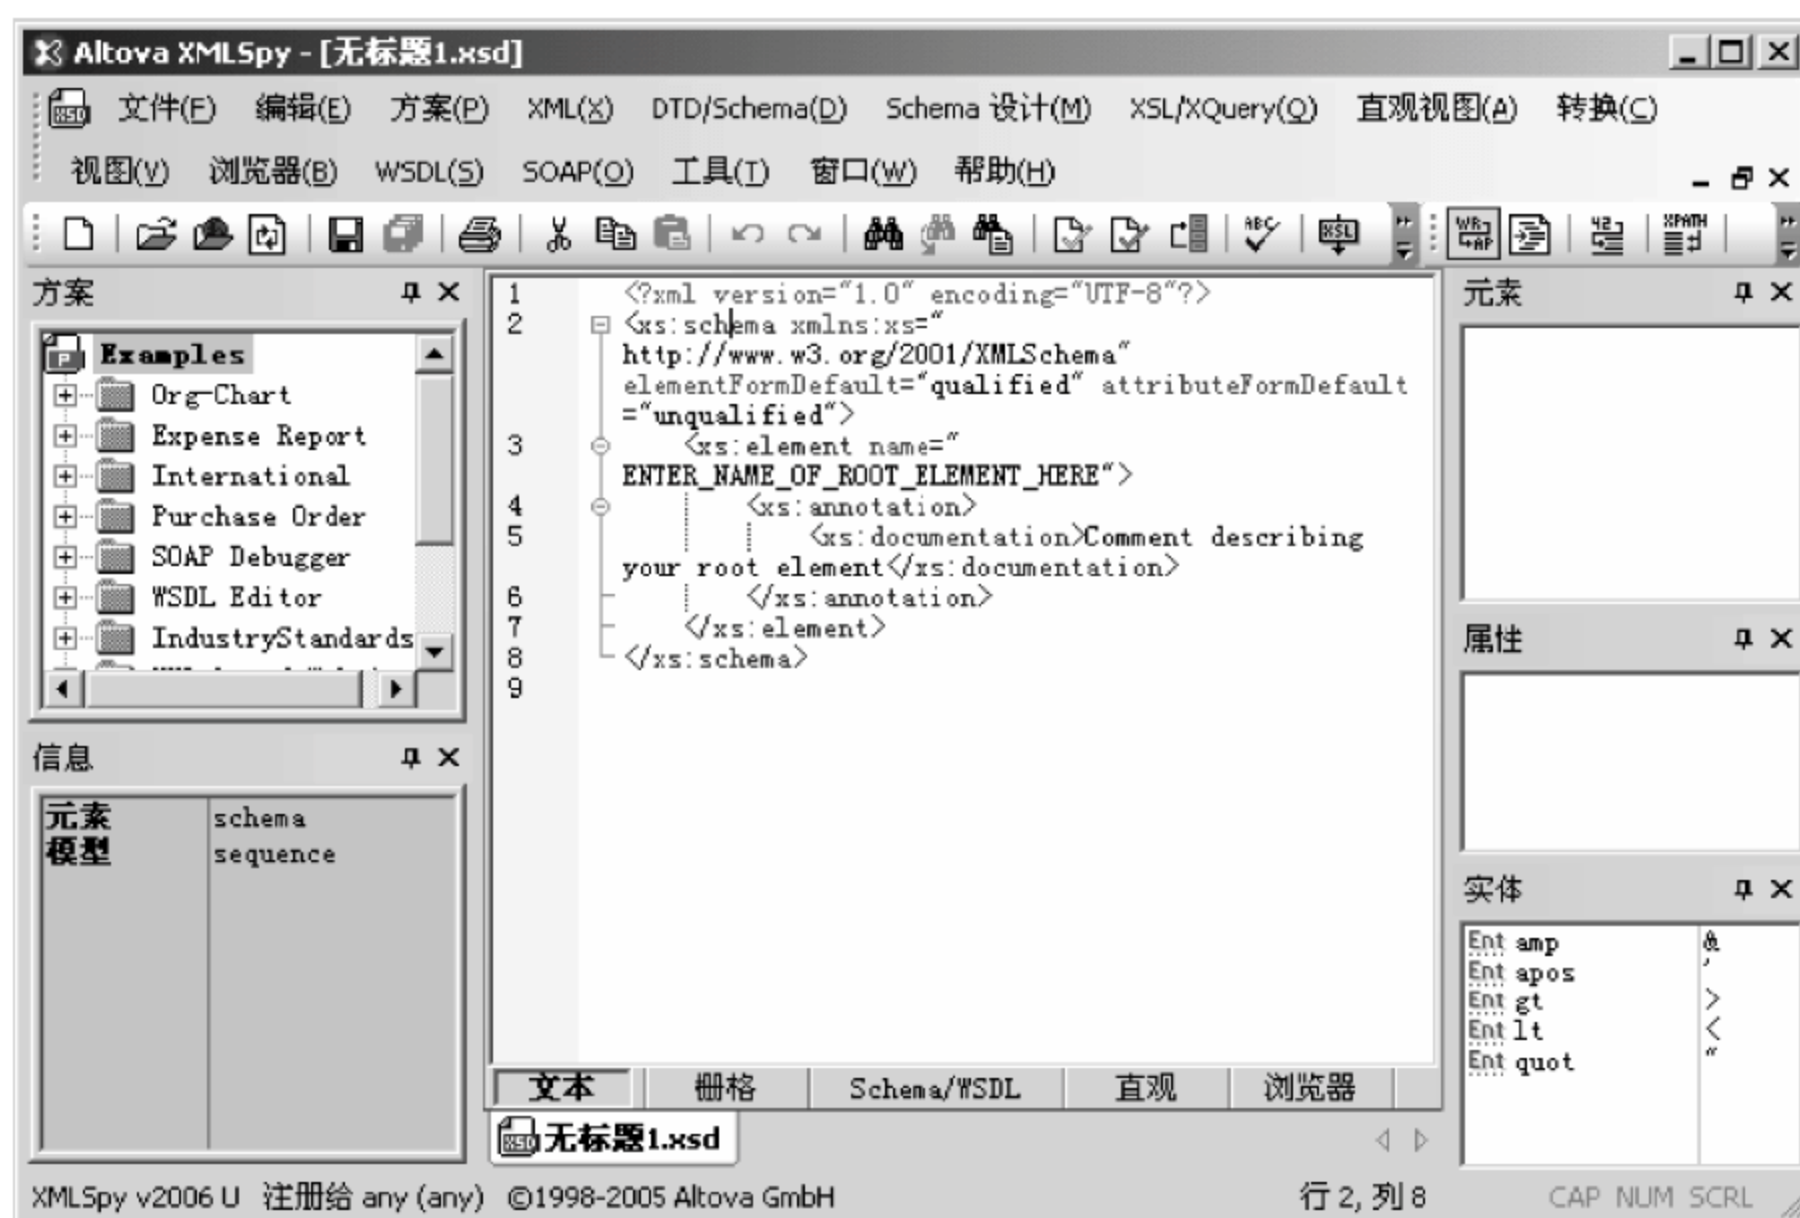 Altova XMLSpy - [无标题1.xsd]
文件(F) 编辑(E) 方案(P) XML(X) DTD/Schema(D) Schema 设计(M) XSL/XQuery(Q) 直观视图(A) 转换(C)
视图(V) 浏览器(B) WSDL(S) SOAP(O) 工具(T) 窗口(W) 帮助(H)
方案
Examples
Org-Chart
Expense Report
International
Purchase Order
SOAP Debugger
WSDL Editor
IndustryStandards
信息
元素 schema
模型 sequence
1 <?xml version="1.0" encoding="UTF-8"?>
2 <xs:schema xmlns:xs="
http://www.w3.org/2001/XMLSchema"
elementFormDefault="qualified" attributeFormDefault
="unqualified">
3 <xs:element name="
ENTER_NAME_OF_ROOT_ELEMENT_HERE">
4 <xs:annotation>
5 <xs:documentation>Comment describing
your root element</xs:documentation>
6 </xs:annotation>
7 </xs:element>
8 </xs:schema>
9
文本 栅格 Schema/WSDL 直观 浏览器
无标题1.xsd
元素
属性
实体
Ent amp &
Ent apos '
Ent gt >
Ent lt <
Ent quot "
XMLSpy v2006 U 注册给 any (any) ©1998-2005 Altova GmbH 行 2, 列 8 CAP NUM SCRL